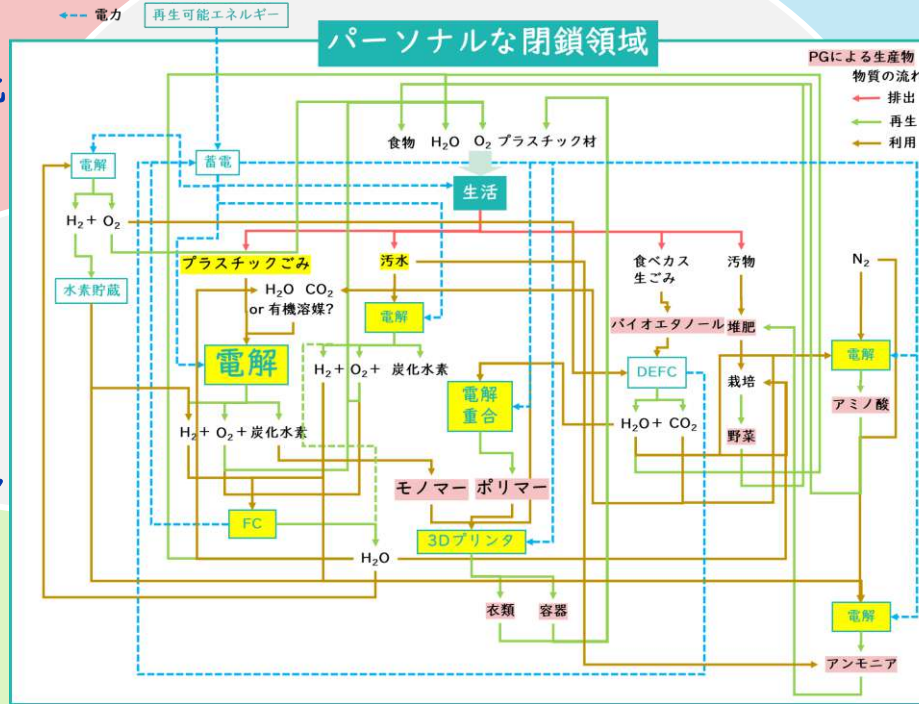 電力
再生可能エネルギー
パーソナルな閉鎖領域
PGによる生産物
物質の流れ
排出
再生
利用
食物 H₂O O₂ プラスチック材
電解
蓄電
生活
H₂+ O₂
水素貯蔵
プラスチックごみ
汚水
食べカス
生ごみ
汚物
N₂
H₂O CO₂
or 有機溶媒?
電解
バイオエタノール
堆肥
電解
電解
H₂+ O₂+ 炭化水素
DEFC
栽培
アミノ酸
電解
重合
H₂+ O₂+炭化水素
H₂O+ CO₂
野菜
モノマー
ポリマー
FC
3Dプリンタ
H₂O
衣類
容器
電解
アンモニア